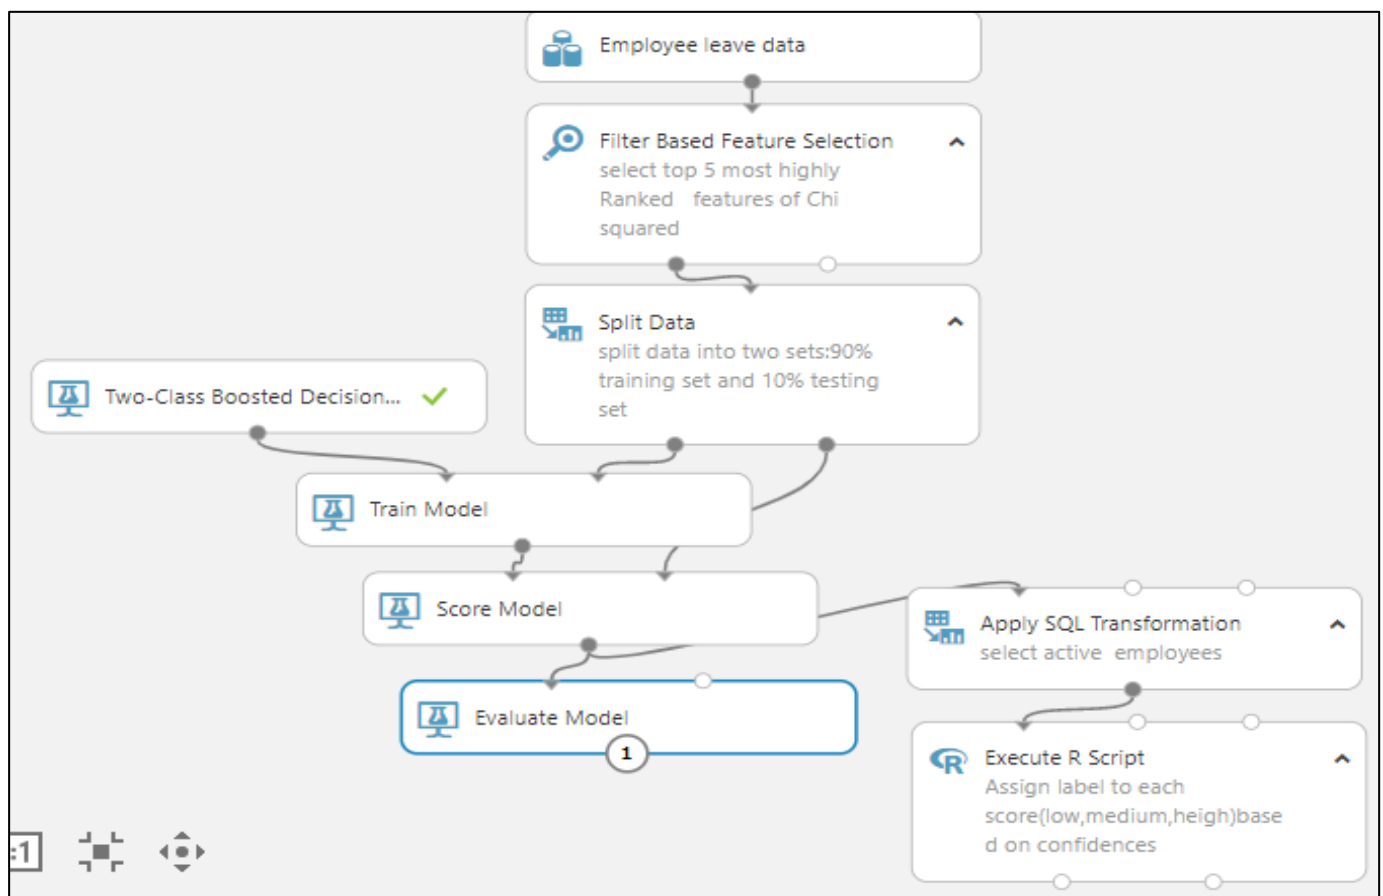 Employee leave data
Filter Based Feature Selection
select top 5 most highly
Ranked features of Chi
squared
Split Data
split data into two sets:90%
training set and 10% testing
set
Two-Class Boosted Decision...
Train Model
Score Model
Apply SQL Transformation
select active employees
Evaluate Model
1
Execute R Script
Assign label to each
score(low,medium,heigh)base
d on confidences
:1